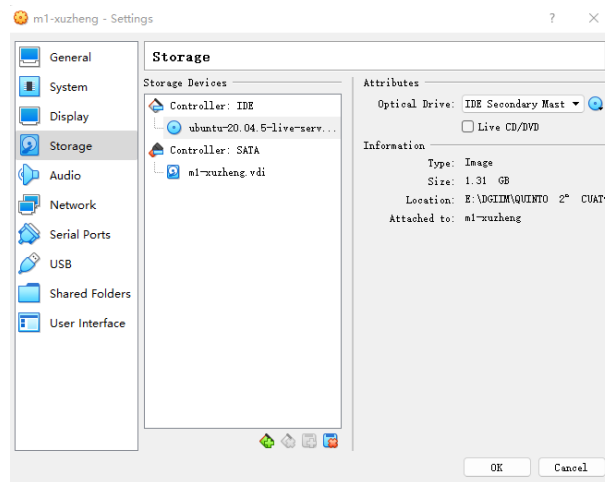 m1-xuzheng - Settings
General
System
Display
Storage
Audio
Network
Serial Ports
USB
Shared Folders
User Interface
Storage
Storage Devices
Controller: IDE
ubuntu-20.04.5-live-serv...
Controller: SATA
m1-xuzheng.vdi
Attributes
Optical Drive: IDE Secondary Mast
Live CD/DVD
Information
Type: Image
Size: 1.31 GB
Location: E:\DGIIM\QUINTO 2° CUAT
Attached to: m1-xuzheng
OK Cancel